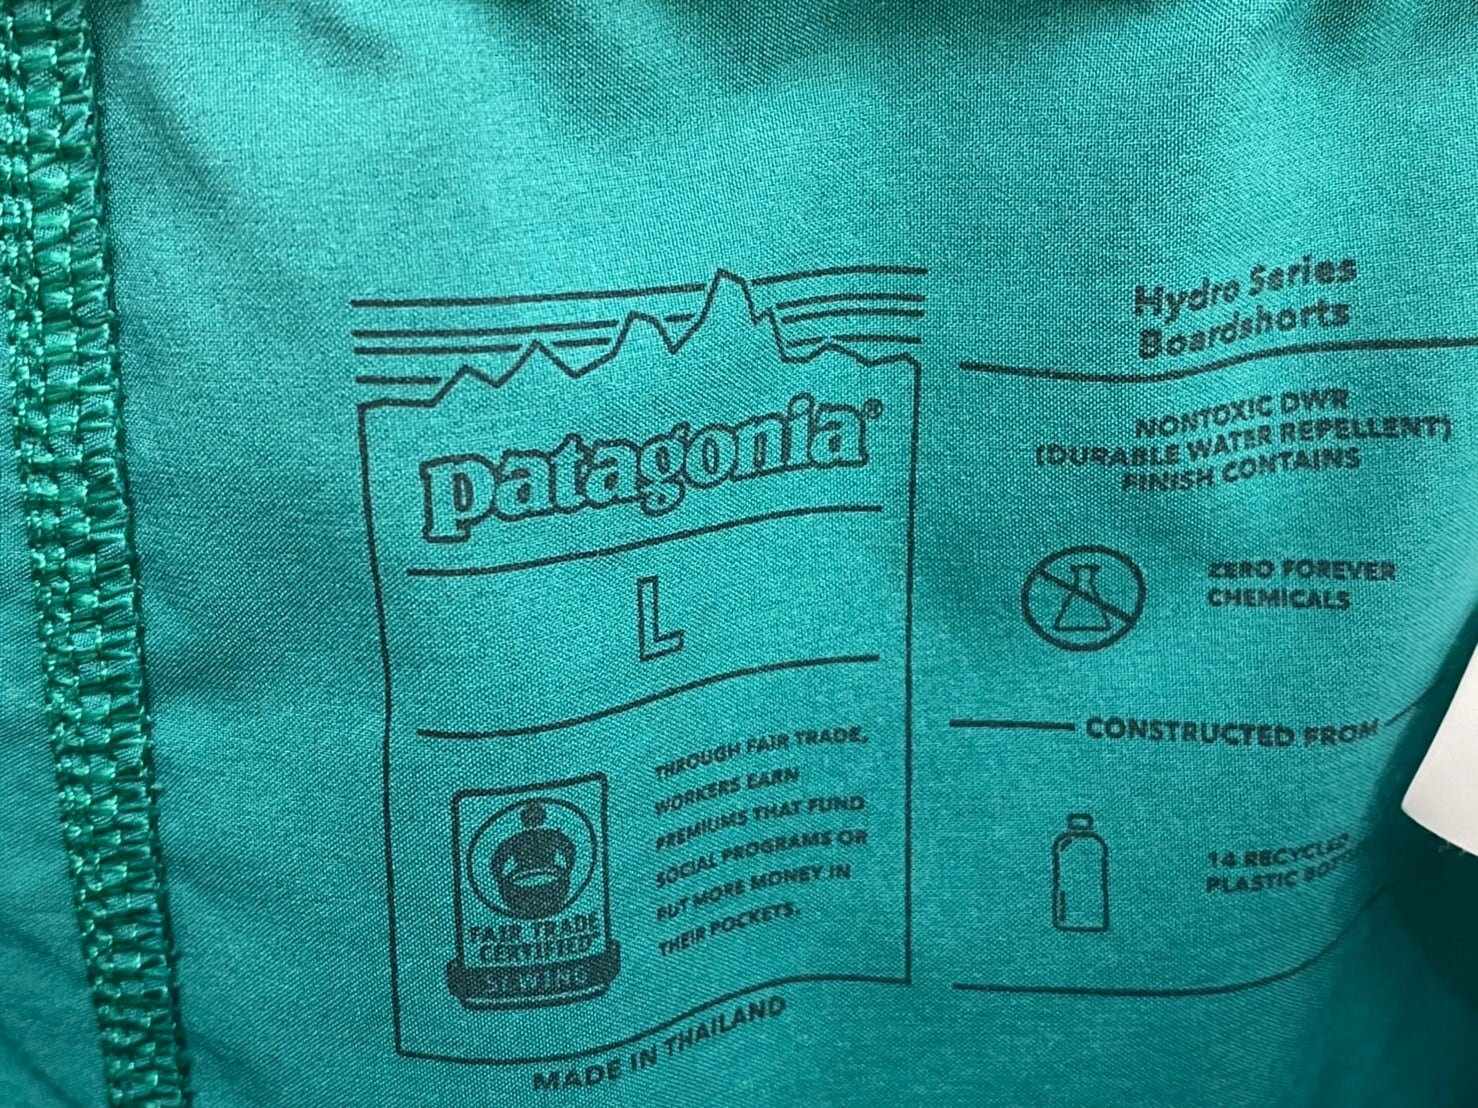 patagonia®
L
FAIR TRADE
CERTIFIED
SEWING
THROUGH FAIR TRADE,
WORKERS EARN
PREMIUMS THAT FUND
SOCIAL PROGRAMS OR
PUT MORE MONEY IN
THEIR POCKETS.
MADE IN THAILAND
Hydro Series
Boardshorts
NONTOXIC DWR
(DURABLE WATER REPELLENT)
FINISH CONTAINS
ZERO FOREVER
CHEMICALS
CONSTRUCTED FROM
14 RECYCLED
PLASTIC